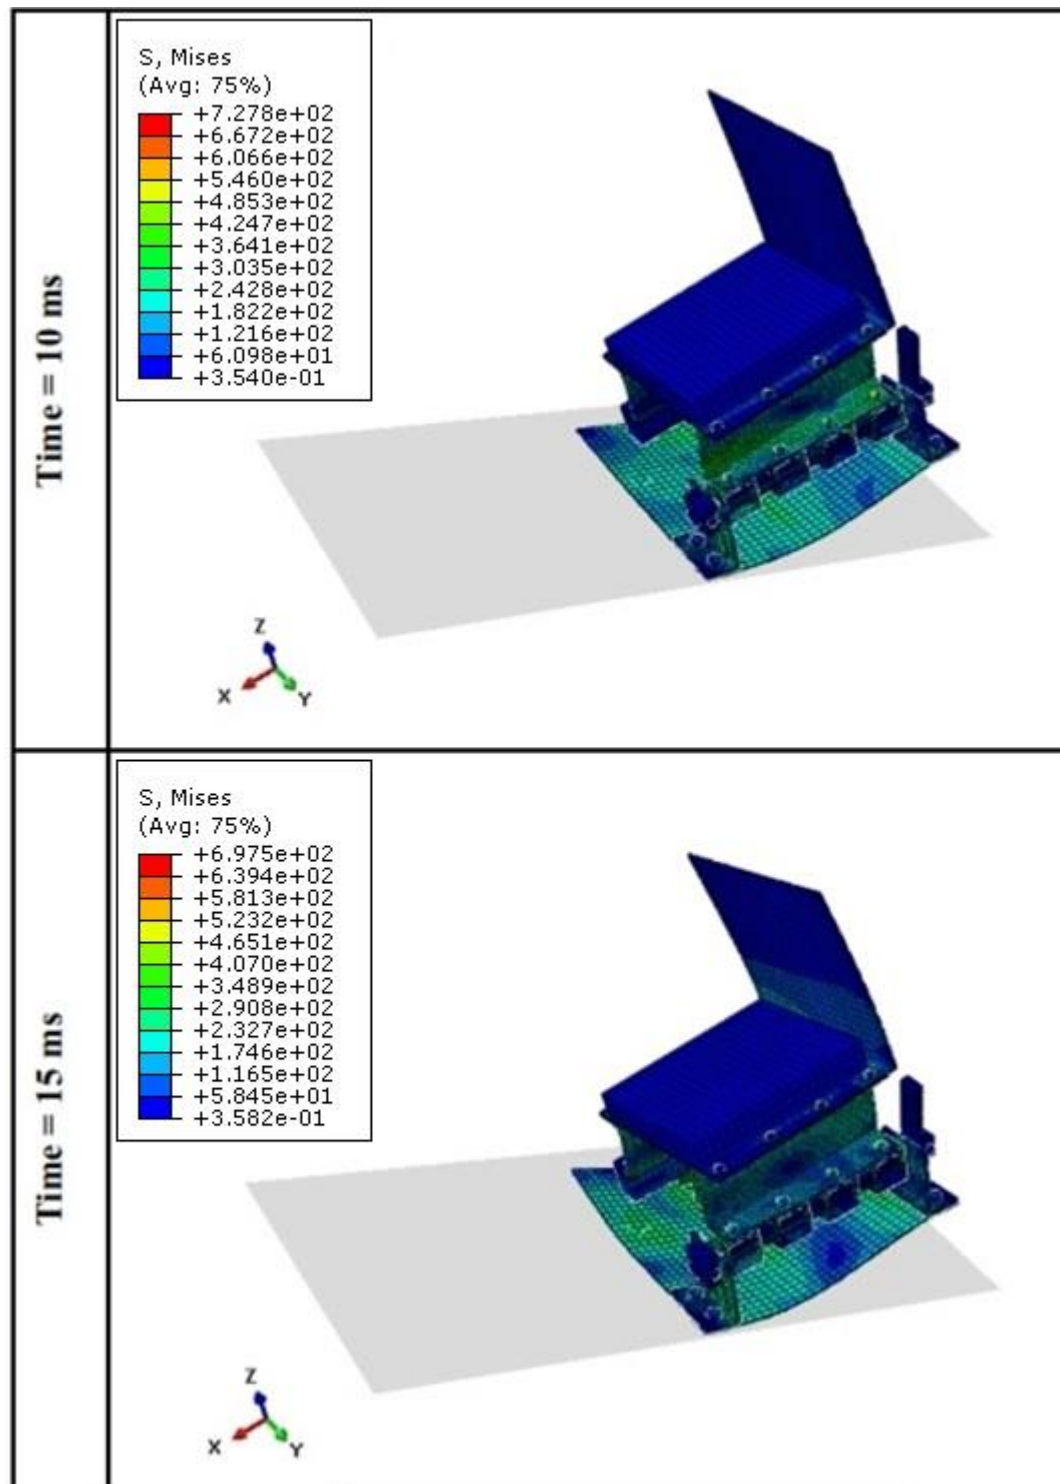 Time = 10 ms
S, Mises
(Avg: 75%)
+7.278e+02
+6.672e+02
+6.066e+02
+5.460e+02
+4.853e+02
+4.247e+02
+3.641e+02
+3.035e+02
+2.428e+02
+1.822e+02
+1.216e+02
+6.098e+01
+3.540e-01
Z
X
Y
Time = 15 ms
S, Mises
(Avg: 75%)
+6.975e+02
+6.394e+02
+5.813e+02
+5.232e+02
+4.651e+02
+4.070e+02
+3.489e+02
+2.908e+02
+2.327e+02
+1.746e+02
+1.165e+02
+5.845e+01
+3.582e-01
Z
X
Y